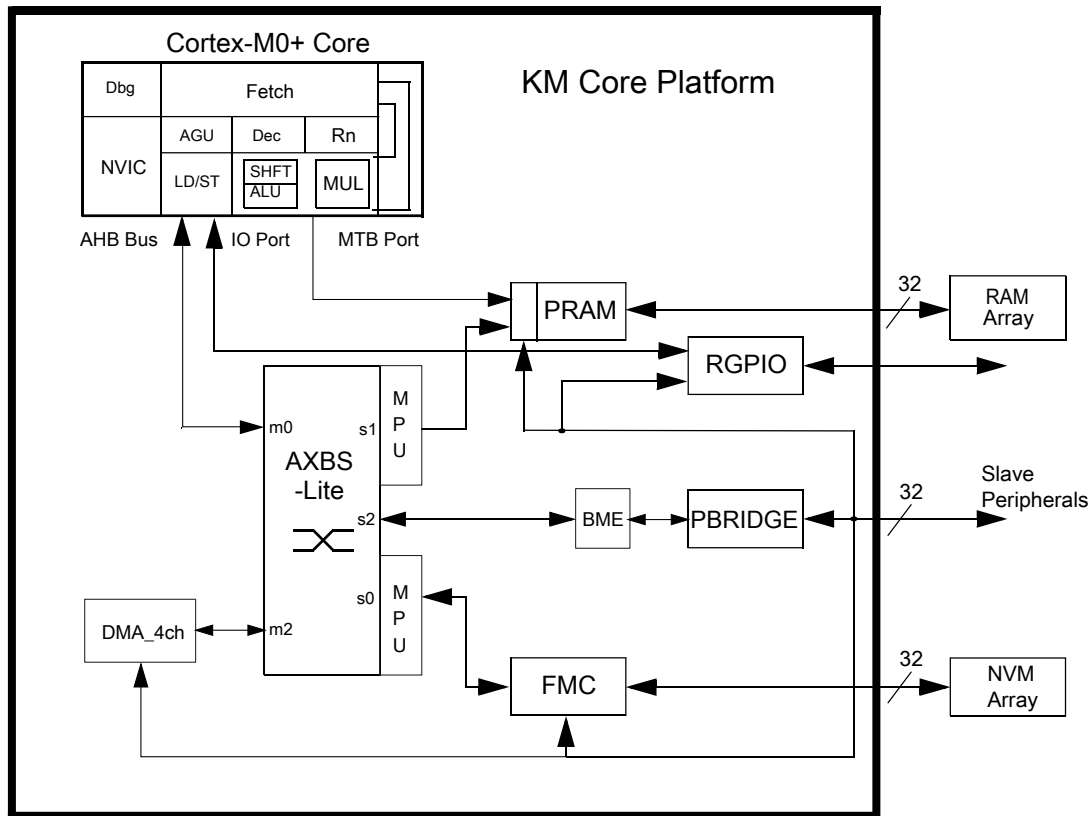 Cortex-M0+ Core
KM Core Platform
Dbg
Fetch
AGU
Dec
Rn
NVIC
LD/ST
SHFT
ALU
MUL
AHB Bus
IO Port
MTB Port
PRAM
32
RAM
Array
RGPIO
M
P
U
m0
s1
AXBS
-Lite
s2
BME
PBRIDGE
32
Slave
Peripherals
s0
M
P
U
DMA_4ch
m2
FMC
32
NVM
Array